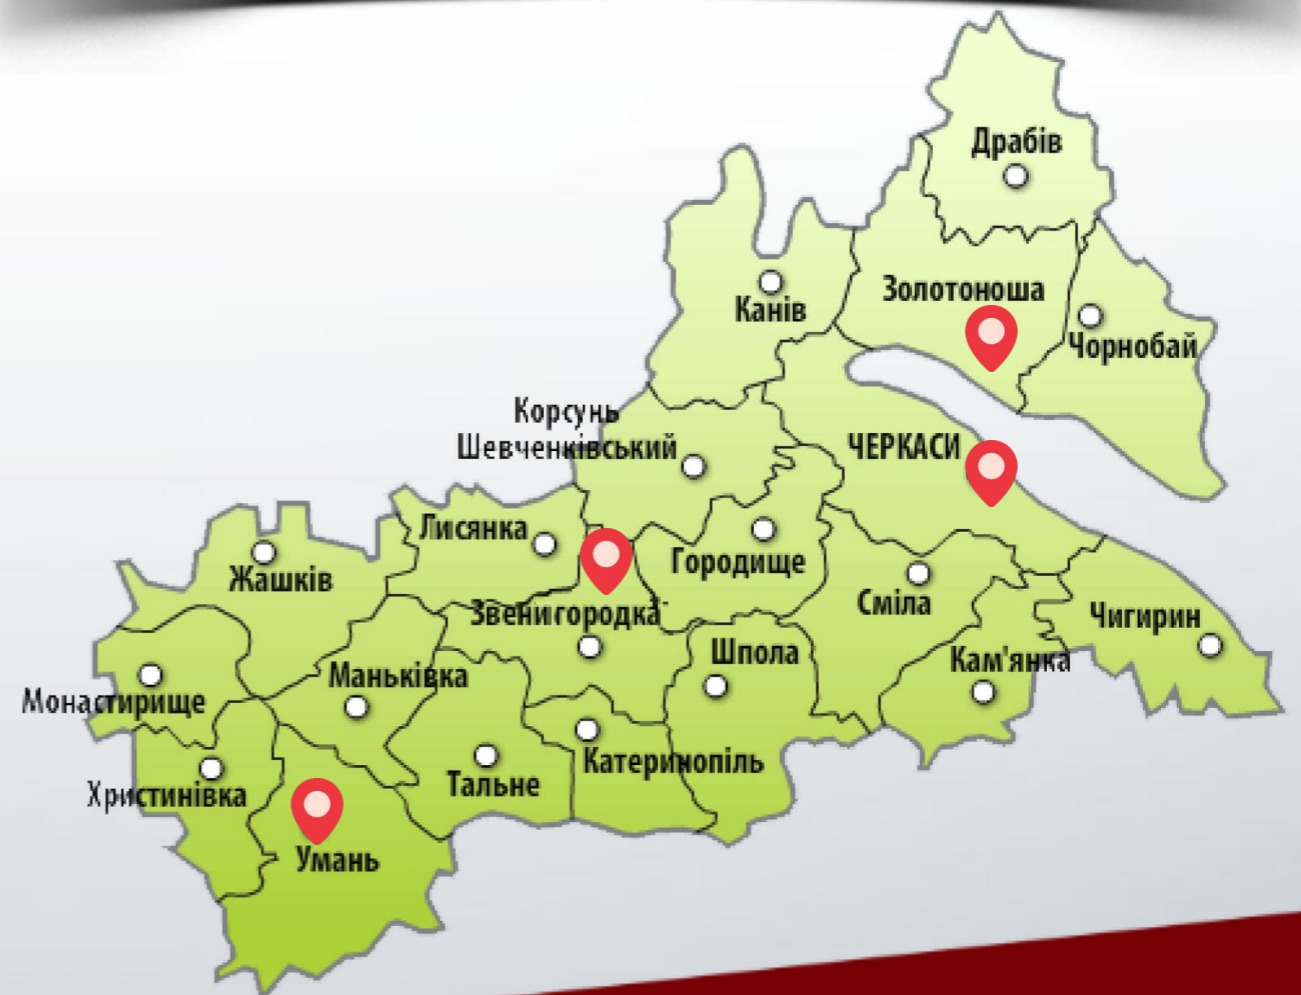 Драбів
Золотоноша
Канів
Чорнобай
Корсунь
Шевченківський
ЧЕРКАСИ
Лисянка
Городище
Жашків
Сміла
Звенигородка
Чигирин
Шпола
Кам'янка
Маньківка
Монастирище
Катеринопіль
Тальне
Христинівка
Умань